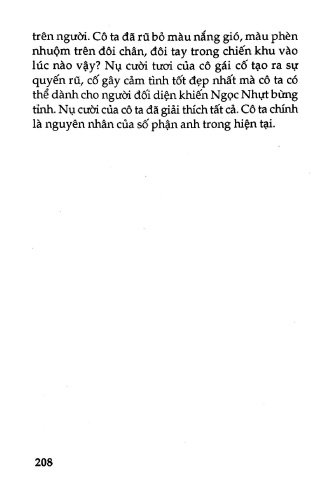 trên người. Cô ta đã rũ bỏ màu nắng gió, màu phèn
nhuộm trên đôi chân, đôi tay trong chiến khu vào
lúc nào vậy? Nụ cười tươi của cô gái cố tạo ra sự
quyến rũ, cố gây cảm tình tốt đẹp nhất mà cô ta có
thể dành cho người đối diện khiến Ngọc Nhựt bừng
tỉnh. Nụ cười của cô ta đã giải thích tất cả. Cô ta chính
là nguyên nhân của số phận anh trong hiện tại.
208